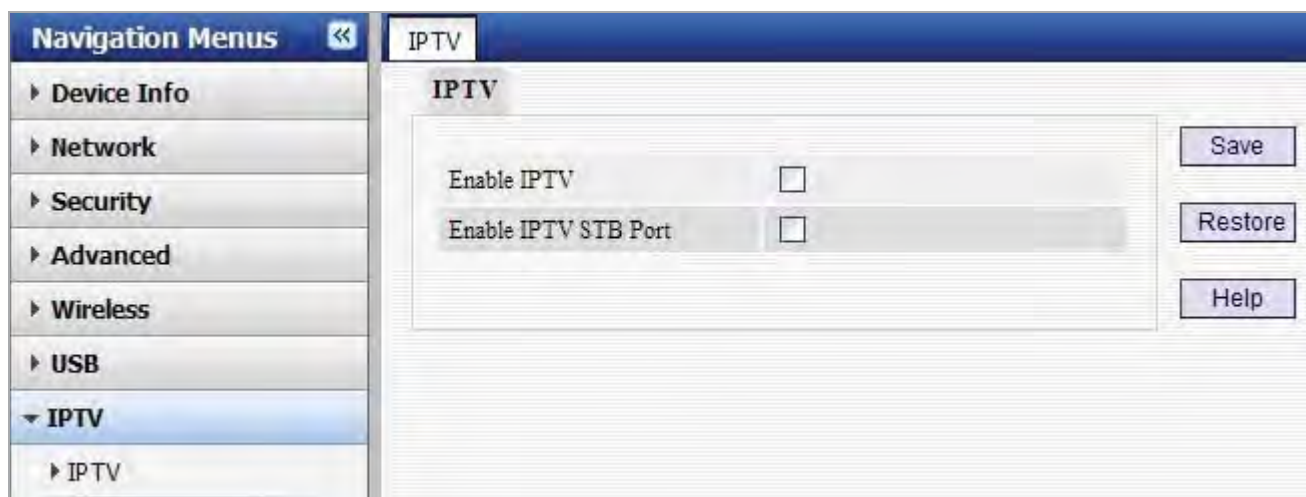 Navigation Menus
Device Info
Network
Security
Advanced
Wireless
USB
IPTV
IPTV
IPTV
IPTV
Enable IPTV
Enable IPTV STB Port
Save
Restore
Help